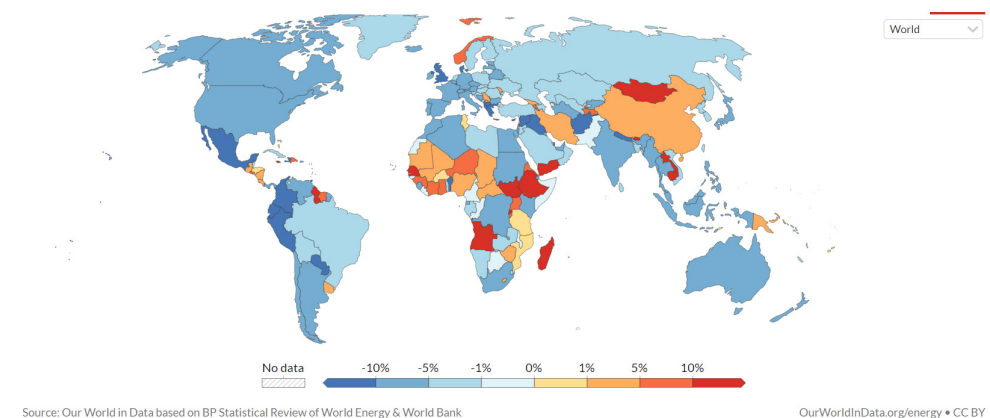 World
No data
-10% -5% -1% 0% 1% 5% 10%
Source: Our World in Data based on BP Statistical Review of World Energy & World Bank
OurWorldInData.org/energy • CC BY